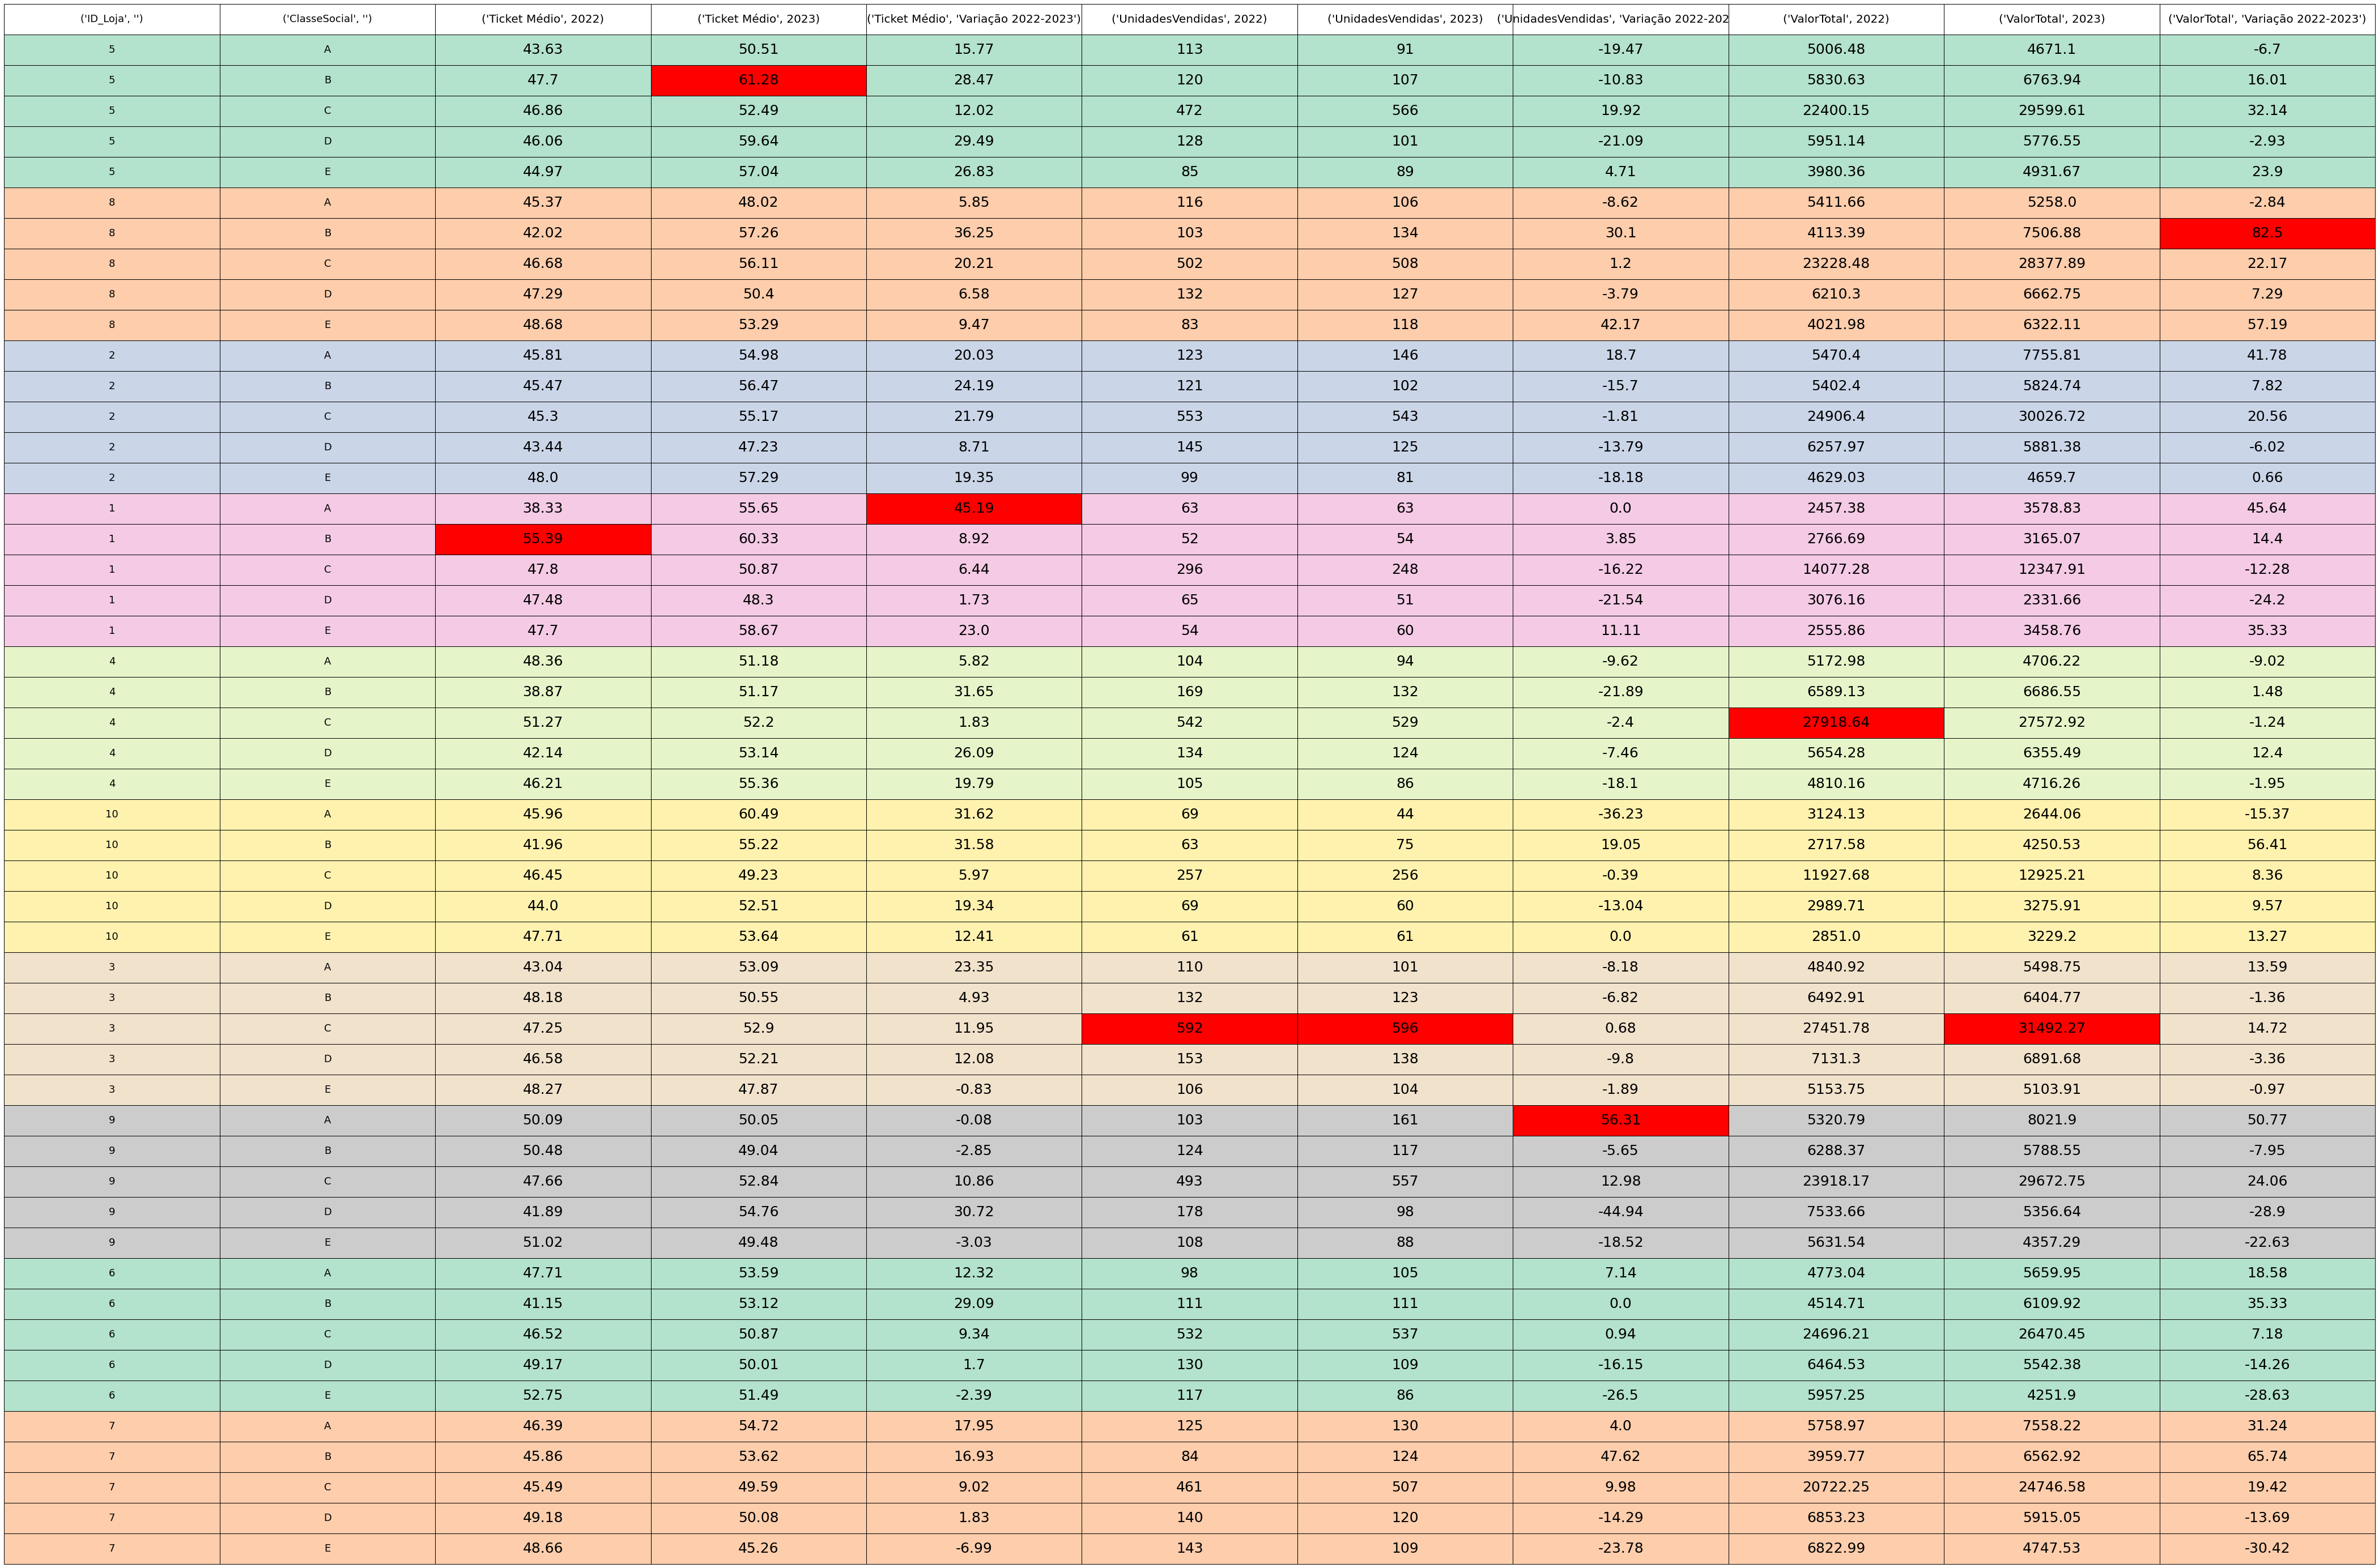 ('ID_Loja', '') ('ClasseSocial', '') ('Ticket Médio', 2022) ('Ticket Médio', 2023) ('Ticket Médio', 'Variação 2022-2023') ('UnidadesVendidas', 2022) ('UnidadesVendidas', 2023) ('UnidadesVendidas', 'Variação 2022-202 ('ValorTotal', 2022) ('ValorTotal', 2023) ('ValorTotal', 'Variação 2022-2023')
5 A 43.63 50.51 15.77 113 91 -19.47 5006.48 4671.1 -6.7
5 B 47.7 61.28 28.47 120 107 -10.83 5830.63 6763.94 16.01
5 C 46.86 52.49 12.02 472 566 19.92 22400.15 29599.61 32.14
5 D 46.06 59.64 29.49 128 101 -21.09 5951.14 5776.55 -2.93
5 E 44.97 57.04 26.83 85 89 4.71 3980.36 4931.67 23.9
8 A 45.37 48.02 5.85 116 106 -8.62 5411.66 5258.0 -2.84
8 B 42.02 57.26 36.25 103 134 30.1 4113.39 7506.88 82.5
8 C 46.68 56.11 20.21 502 508 1.2 23228.48 28377.89 22.17
8 D 47.29 50.4 6.58 132 127 -3.79 6210.3 6662.75 7.29
8 E 48.68 53.29 9.47 83 118 42.17 4021.98 6322.11 57.19
2 A 45.81 54.98 20.03 123 146 18.7 5470.4 7755.81 41.78
2 B 45.47 56.47 24.19 121 102 -15.7 5402.4 5824.74 7.82
2 C 45.3 55.17 21.79 553 543 -1.81 24906.4 30026.72 20.56
2 D 43.44 47.23 8.71 145 125 -13.79 6257.97 5881.38 -6.02
2 E 48.0 57.29 19.35 99 81 -18.18 4629.03 4659.7 0.66
1 A 38.33 55.65 45.19 63 63 0.0 2457.38 3578.83 45.64
1 B 55.39 60.33 8.92 52 54 3.85 2766.69 3165.07 14.4
1 C 47.8 50.87 6.44 296 248 -16.22 14077.28 12347.91 -12.28
1 D 47.48 48.3 1.73 65 51 -21.54 3076.16 2331.66 -24.2
1 E 47.7 58.67 23.0 54 60 11.11 2555.86 3458.76 35.33
4 A 48.36 51.18 5.82 104 94 -9.62 5172.98 4706.22 -9.02
4 B 38.87 51.17 31.65 169 132 -21.89 6589.13 6686.55 1.48
4 C 51.27 52.2 1.83 542 529 -2.4 27918.64 27572.92 -1.24
4 D 42.14 53.14 26.09 134 124 -7.46 5654.28 6355.49 12.4
4 E 46.21 55.36 19.79 105 86 -18.1 4810.16 4716.26 -1.95
10 A 45.96 60.49 31.62 69 44 -36.23 3124.13 2644.06 -15.37
10 B 41.96 55.22 31.58 63 75 19.05 2717.58 4250.53 56.41
10 C 46.45 49.23 5.97 257 256 -0.39 11927.68 12925.21 8.36
10 D 44.0 52.51 19.34 69 60 -13.04 2989.71 3275.91 9.57
10 E 47.71 53.64 12.41 61 61 0.0 2851.0 3229.2 13.27
3 A 43.04 53.09 23.35 110 101 -8.18 4840.92 5498.75 13.59
3 B 48.18 50.55 4.93 132 123 -6.82 6492.91 6404.77 -1.36
3 C 47.25 52.9 11.95 592 596 0.68 27451.78 31492.27 14.72
3 D 46.58 52.21 12.08 153 138 -9.8 7131.3 6891.68 -3.36
3 E 48.27 47.87 -0.83 106 104 -1.89 5153.75 5103.91 -0.97
9 A 50.09 50.05 -0.08 103 161 56.31 5320.79 8021.9 50.77
9 B 50.48 49.04 -2.85 124 117 -5.65 6288.37 5788.55 -7.95
9 C 47.66 52.84 10.86 493 557 12.98 23918.17 29672.75 24.06
9 D 41.89 54.76 30.72 178 98 -44.94 7533.66 5356.64 -28.9
9 E 51.02 49.48 -3.03 108 88 -18.52 5631.54 4357.29 -22.63
6 A 47.71 53.59 12.32 98 105 7.14 4773.04 5659.95 18.58
6 B 41.15 53.12 29.09 111 111 0.0 4514.71 6109.92 35.33
6 C 46.52 50.87 9.34 532 537 0.94 24696.21 26470.45 7.18
6 D 49.17 50.01 1.7 130 109 -16.15 6464.53 5542.38 -14.26
6 E 52.75 51.49 -2.39 117 86 -26.5 5957.25 4251.9 -28.63
7 A 46.39 54.72 17.95 125 130 4.0 5758.97 7558.22 31.24
7 B 45.86 53.62 16.93 84 124 47.62 3959.77 6562.92 65.74
7 C 45.49 49.59 9.02 461 507 9.98 20722.25 24746.58 19.42
7 D 49.18 50.08 1.83 140 120 -14.29 6853.23 5915.05 -13.69
7 E 48.66 45.26 -6.99 143 109 -23.78 6822.99 4747.53 -30.42